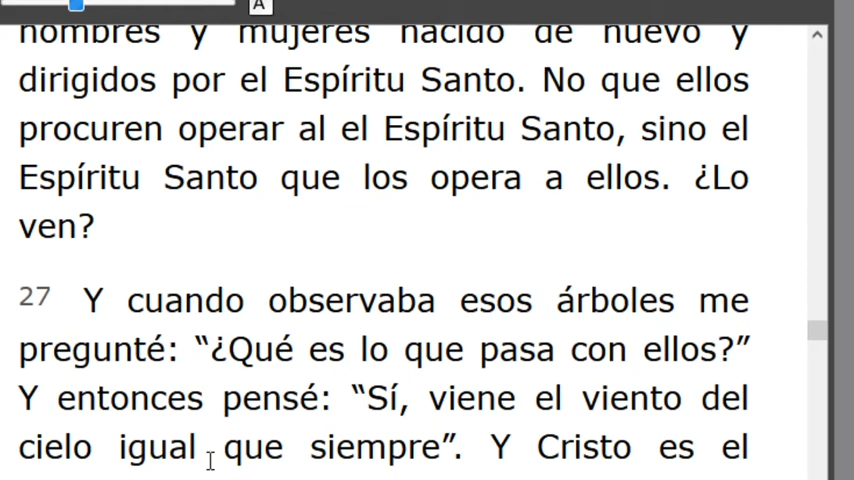 A
hombres y mujeres nacido de nuevo y
dirigidos por el Espíritu Santo. No que ellos
procuren operar al el Espíritu Santo, sino el
Espíritu Santo que los opera a ellos. ¿Lo
ven?
27 Y cuando observaba esos árboles me
pregunté: “¿Qué es lo que pasa con ellos?”
Y entonces pensé: “Sí, viene el viento del
cielo igual que siempre”. Y Cristo es el